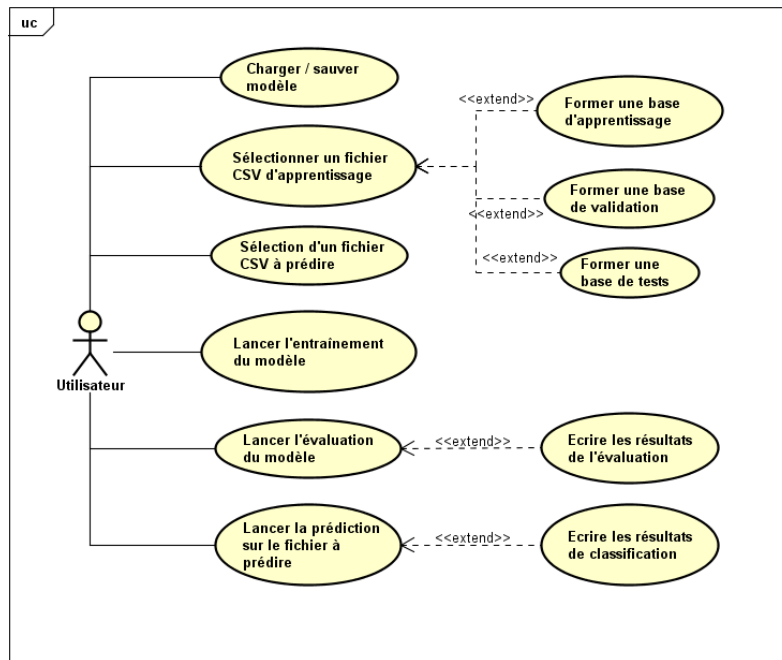 uc
Charger / sauver
modèle
<<extend>>
Former une base
d'apprentissage
Sélectionner un fichier
CSV d'apprentissage
Former une base
de validation
<<extend>>
Sélection d'un fichier
CSV à prédire
<<extend>>
Former une
base de tests
Lancer l'entraînement
du modèle
Utilisateur
Lancer l'évaluation
du modèle
<<extend>>
Ecrire les résultats
de l'évaluation
Lancer la prédiction
sur le fichier à
prédire
<<extend>>
Ecrire les résultats
de classification